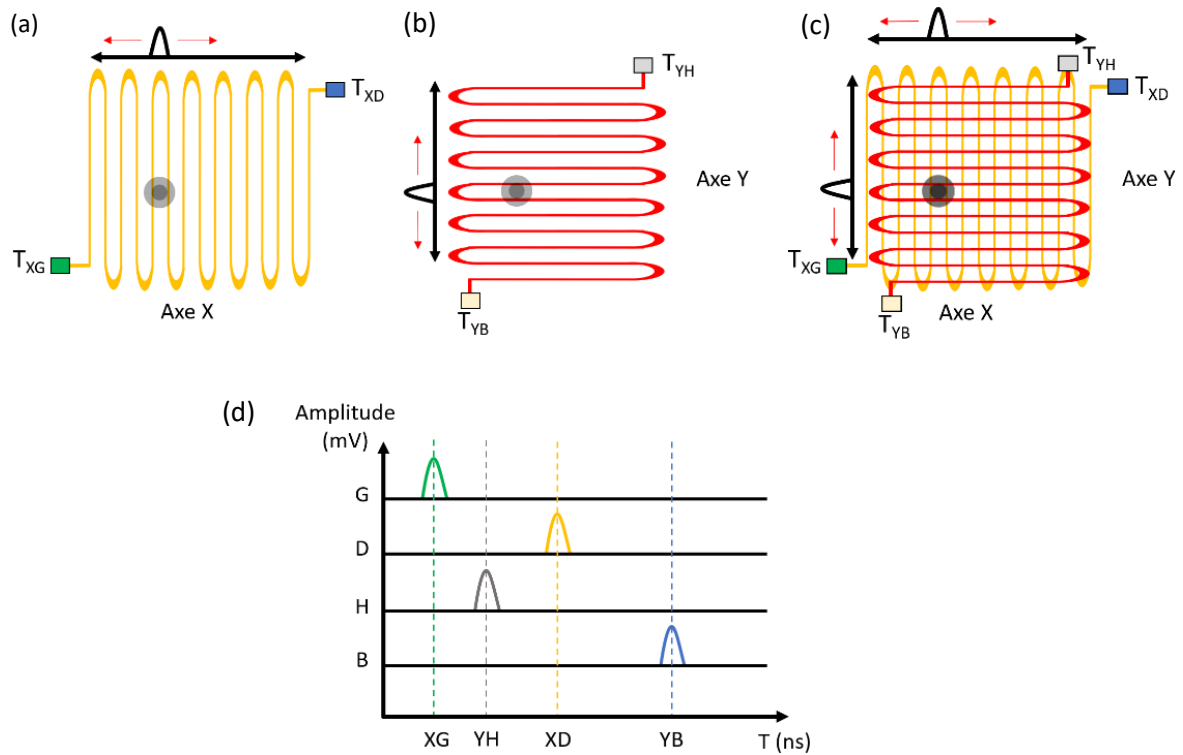 (a)
T_XD
T_XG
Axe X
(b)
T_YH
Axe Y
T_YB
(c)
T_YH
T_XD
Axe Y
T_XG
T_YB
Axe X
(d)
Amplitude
(mV)
G
D
H
B
XG YH XD YB T (ns)